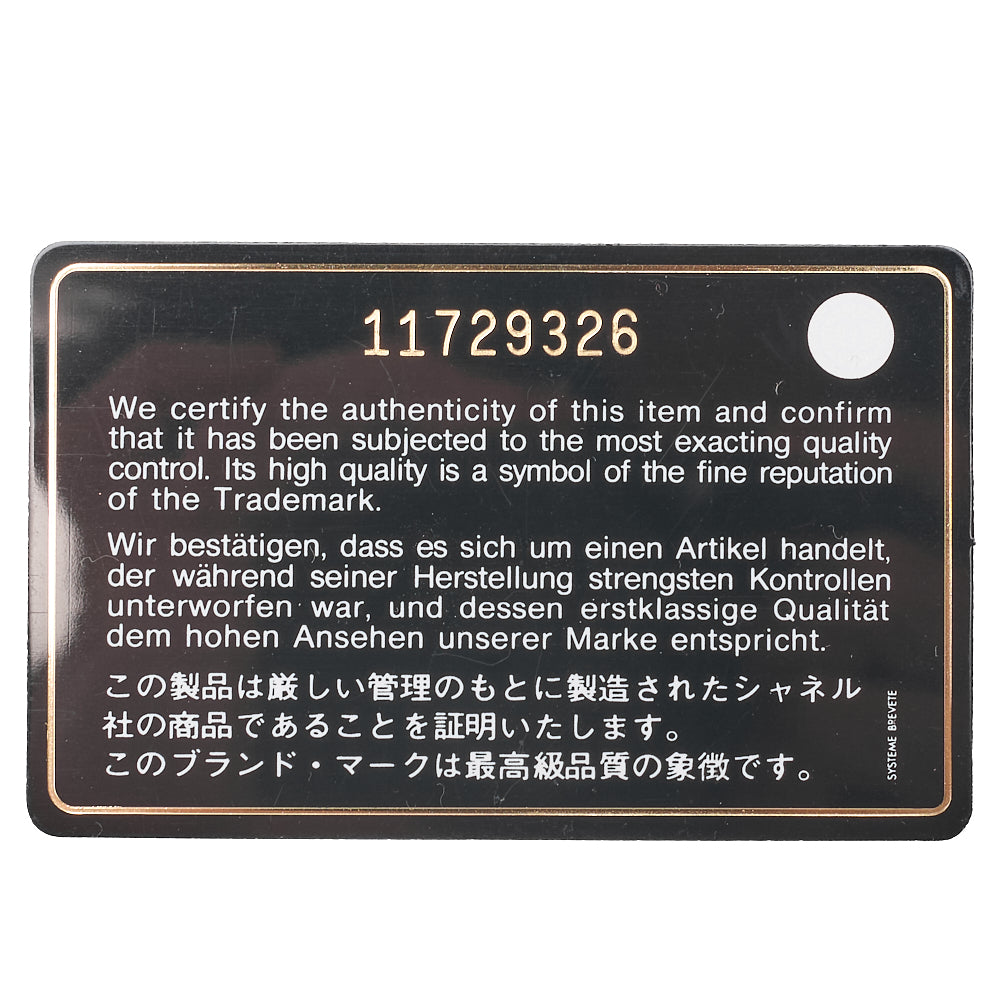 11729326
We certify the authenticity of this item and confirm
that it has been subjected to the most exacting quality
control. Its high quality is a symbol of the fine reputation
of the Trademark.
Wir bestätigen, dass es sich um einen Artikel handelt,
der während seiner Herstellung strengsten Kontrollen
unterworfen war, und dessen erstklassige Qualität
dem hohen Ansehen unserer Marke entspricht.
この製品は厳しい管理のもとに製造されたシャネル
社の商品であることを証明いたします。
このブランド・マークは最高級品質の象徴です。
SYSTEME BREVETE